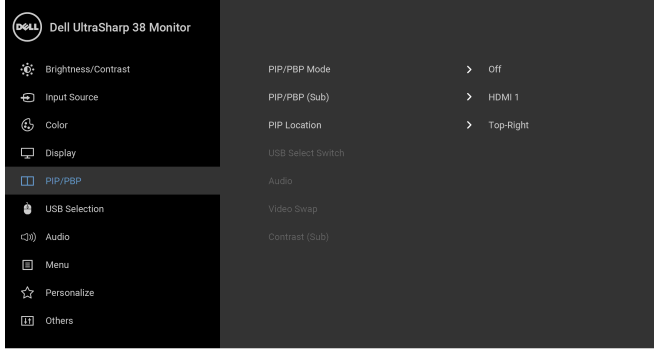 DELL Dell UltraSharp 38 Monitor
Brightness/Contrast
Input Source
Color
Display
PIP/PBP
USB Selection
Audio
Menu
Personalize
Others
PIP/PBP Mode > Off
PIP/PBP (Sub) > HDMI 1
PIP Location > Top-Right
USB Select Switch
Audio
Video Swap
Contrast (Sub)